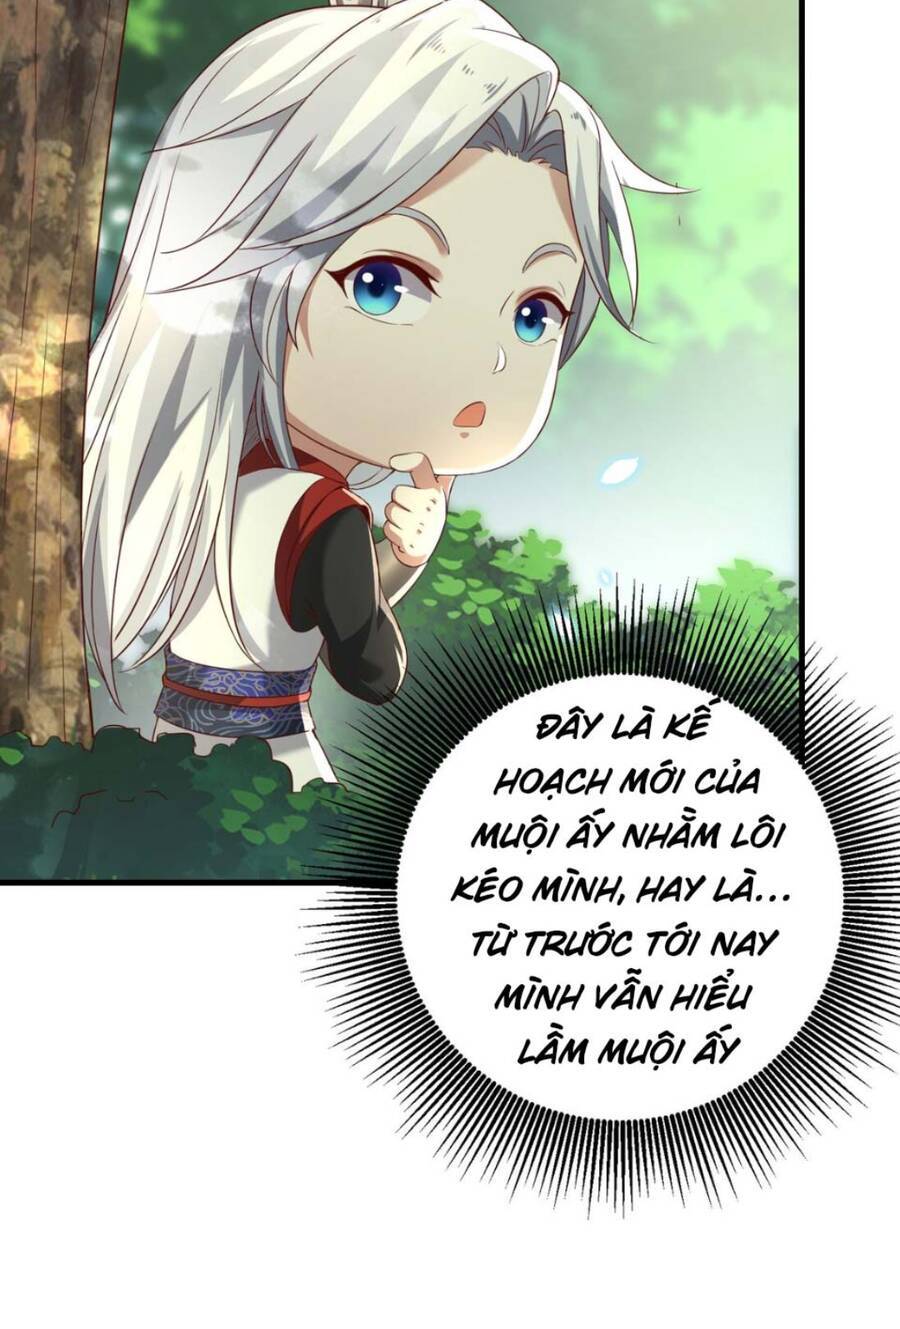 ĐÂY LÀ KẾ
HOẠCH MỚI CỦA
MUỘI ẤY NHẰM LÔI
KÉO MÌNH, HAY LÀ...
TỪ TRƯỚC TỚI NAY
MÌNH VẪN HIỂU
LẦM MUỘI ẤY